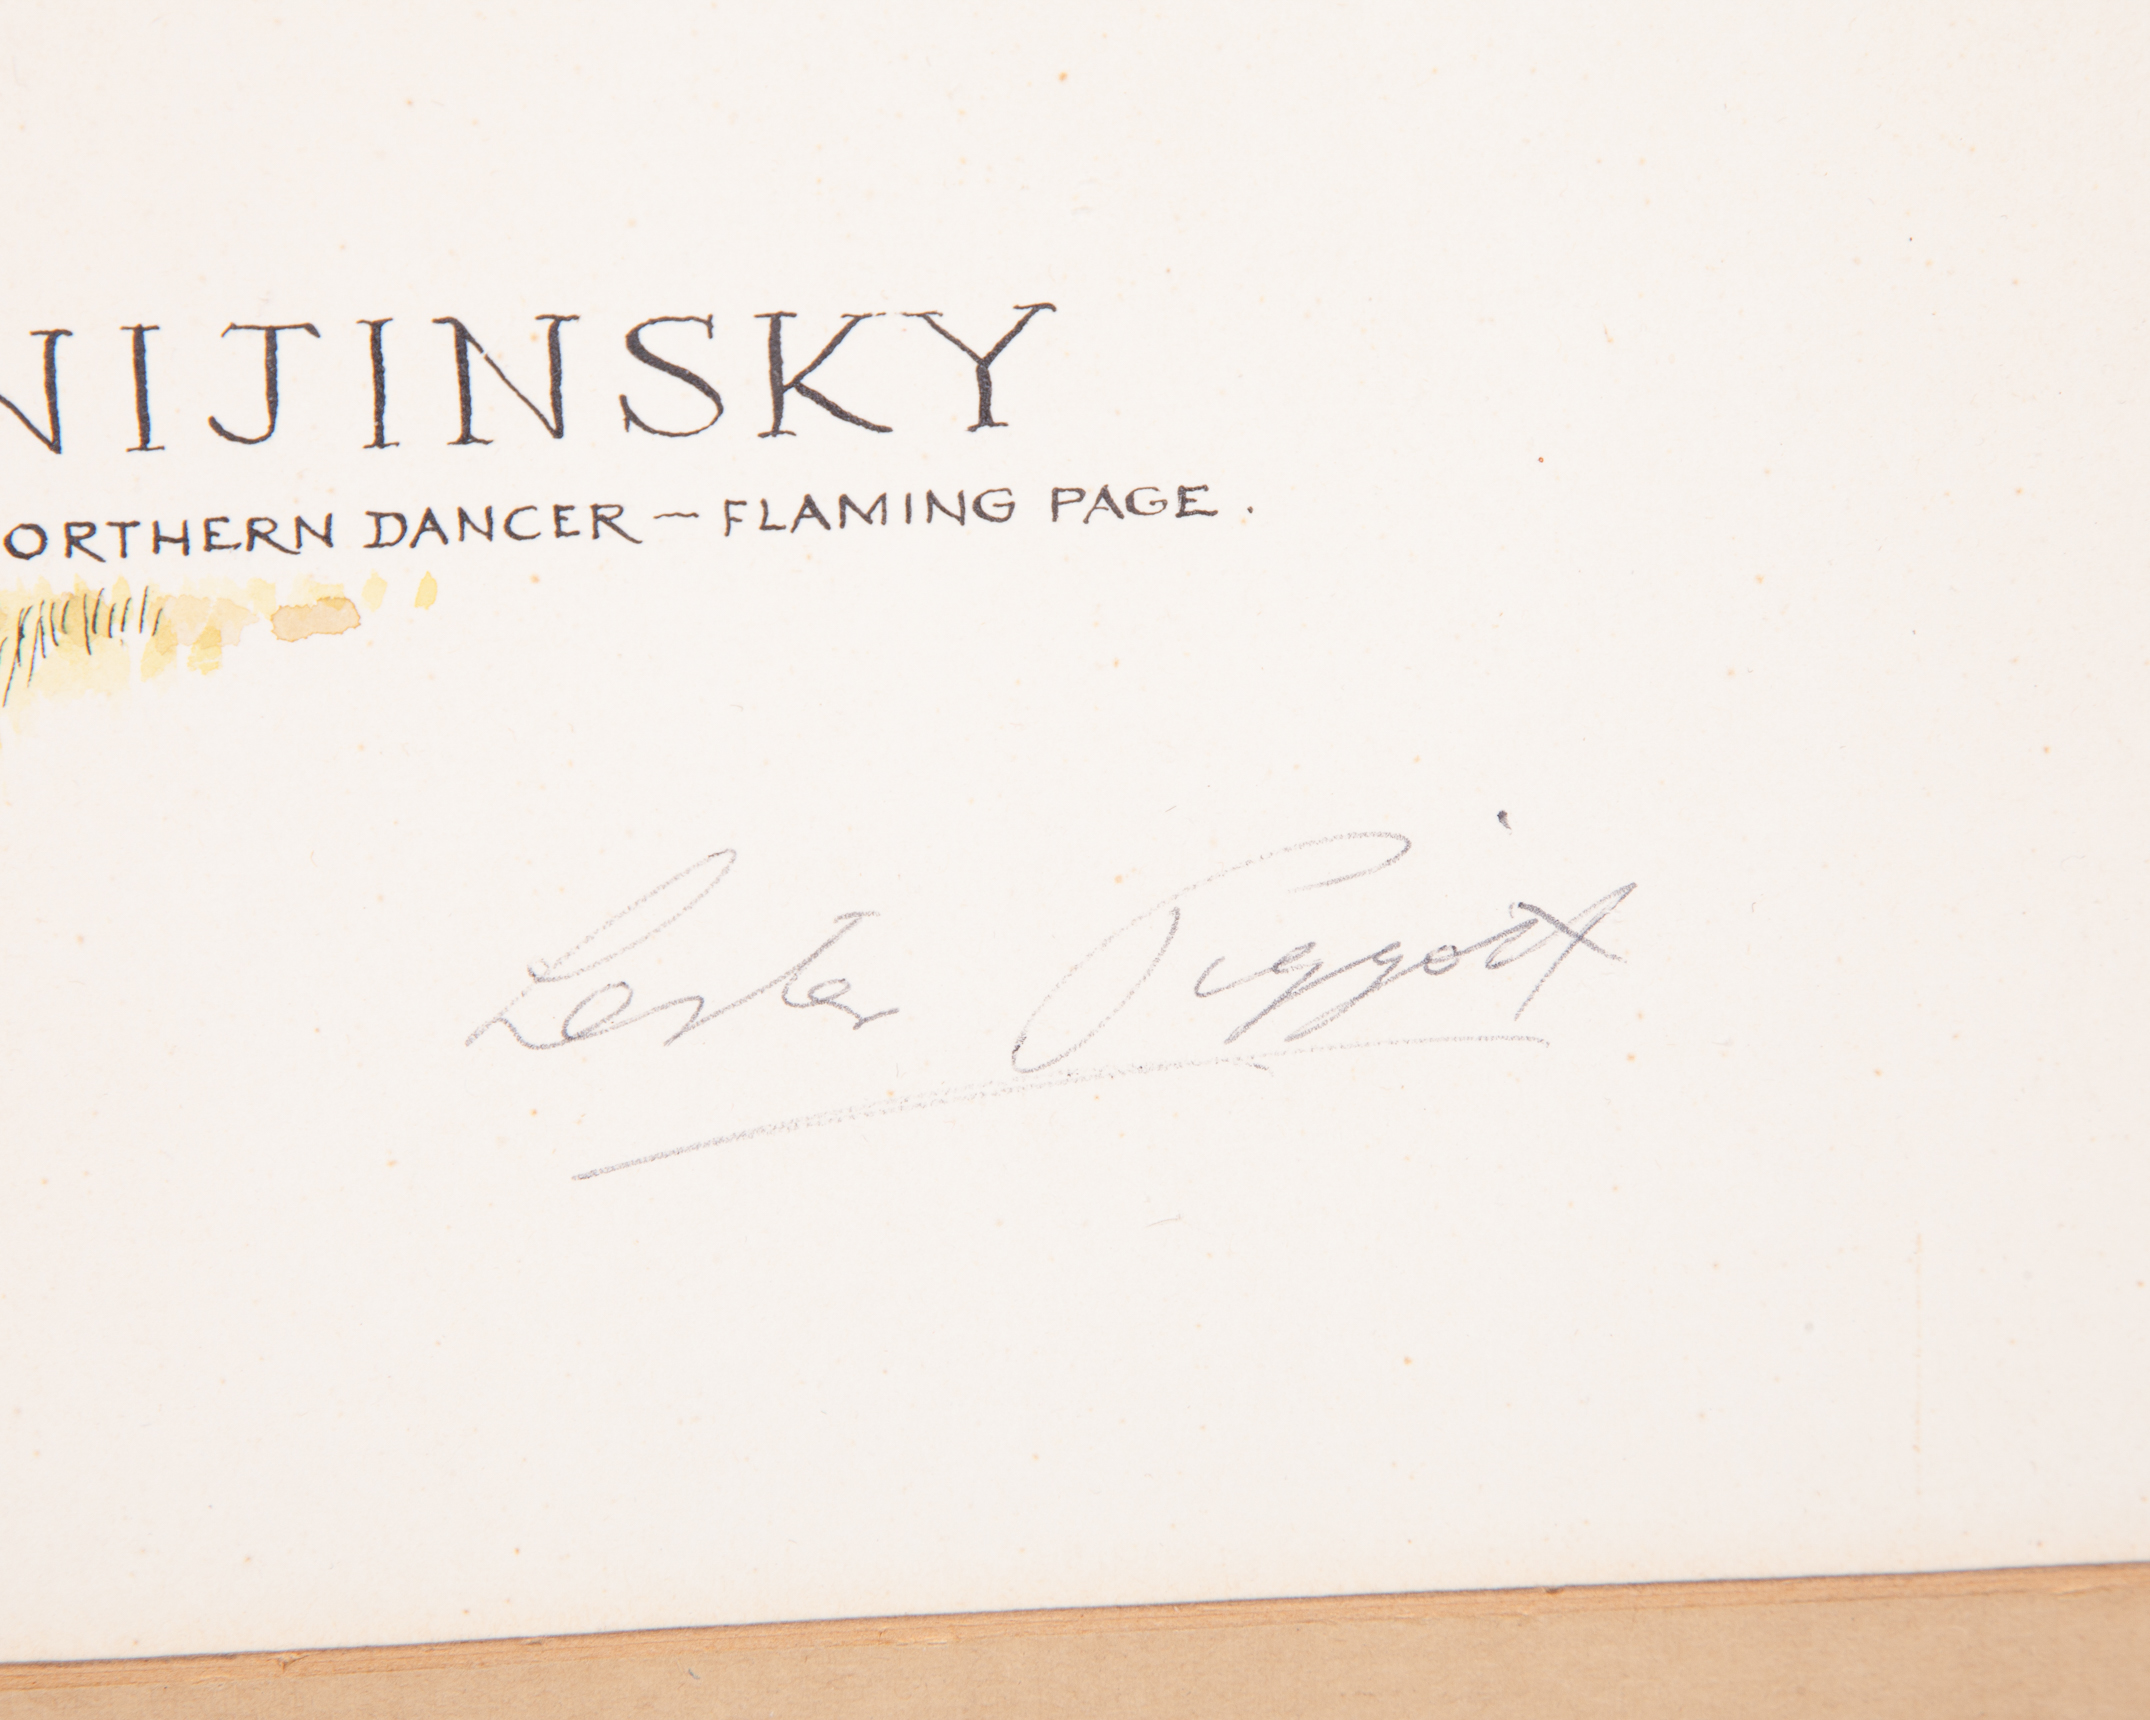 NIJINSKY
ORTHERN DANCER — FLAMING PAGE.
Lester Piggott